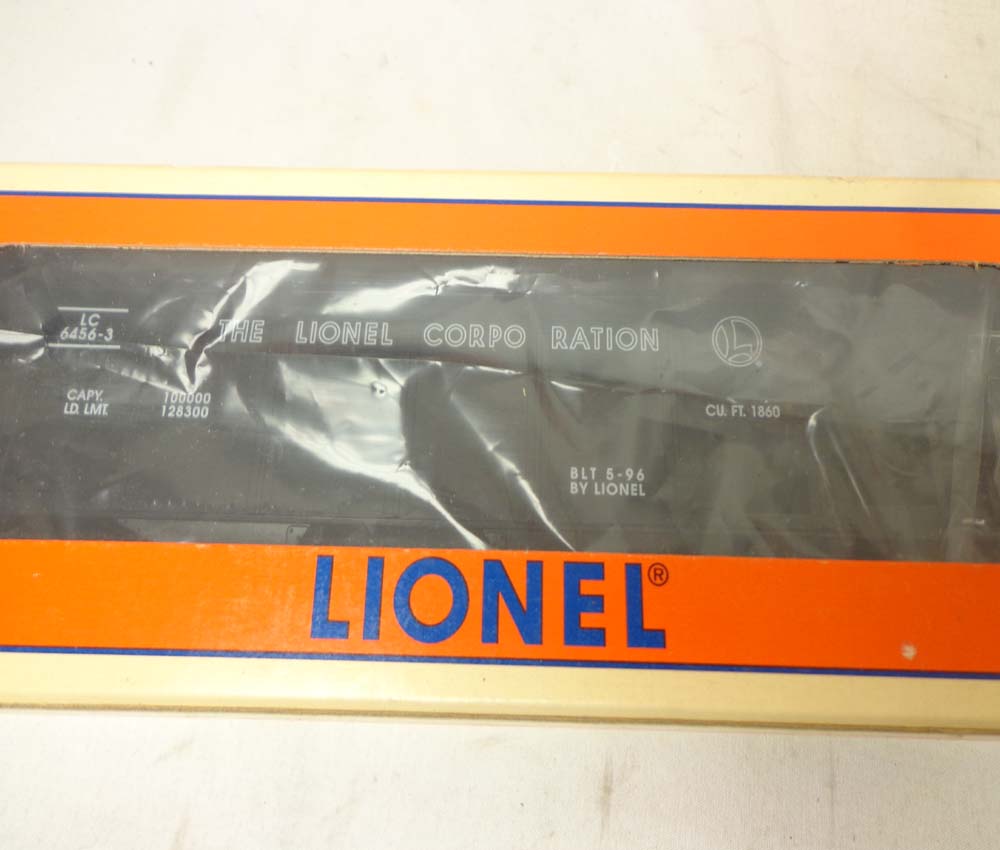 LC
6456-3
THE LIONEL CORPO RATION
L
CAPY. 100000
LD. LMT. 128300
CU. FT. 1860
BLT 5-96
BY LIONEL
LIONEL®